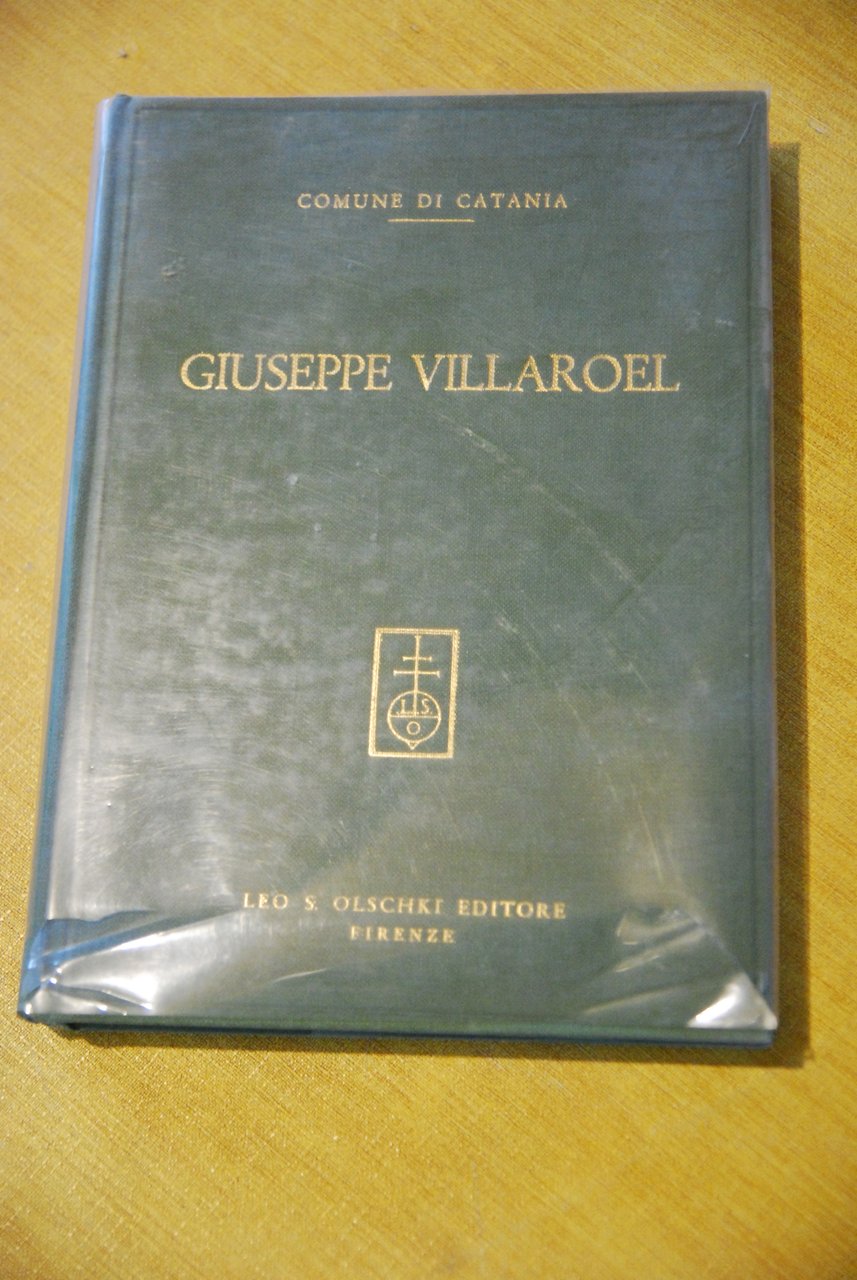 COMUNE DI CATANIA
GIUSEPPE VILLAROEL
L. S.
O
LEO S. OLSCHKI EDITORE
FIRENZE